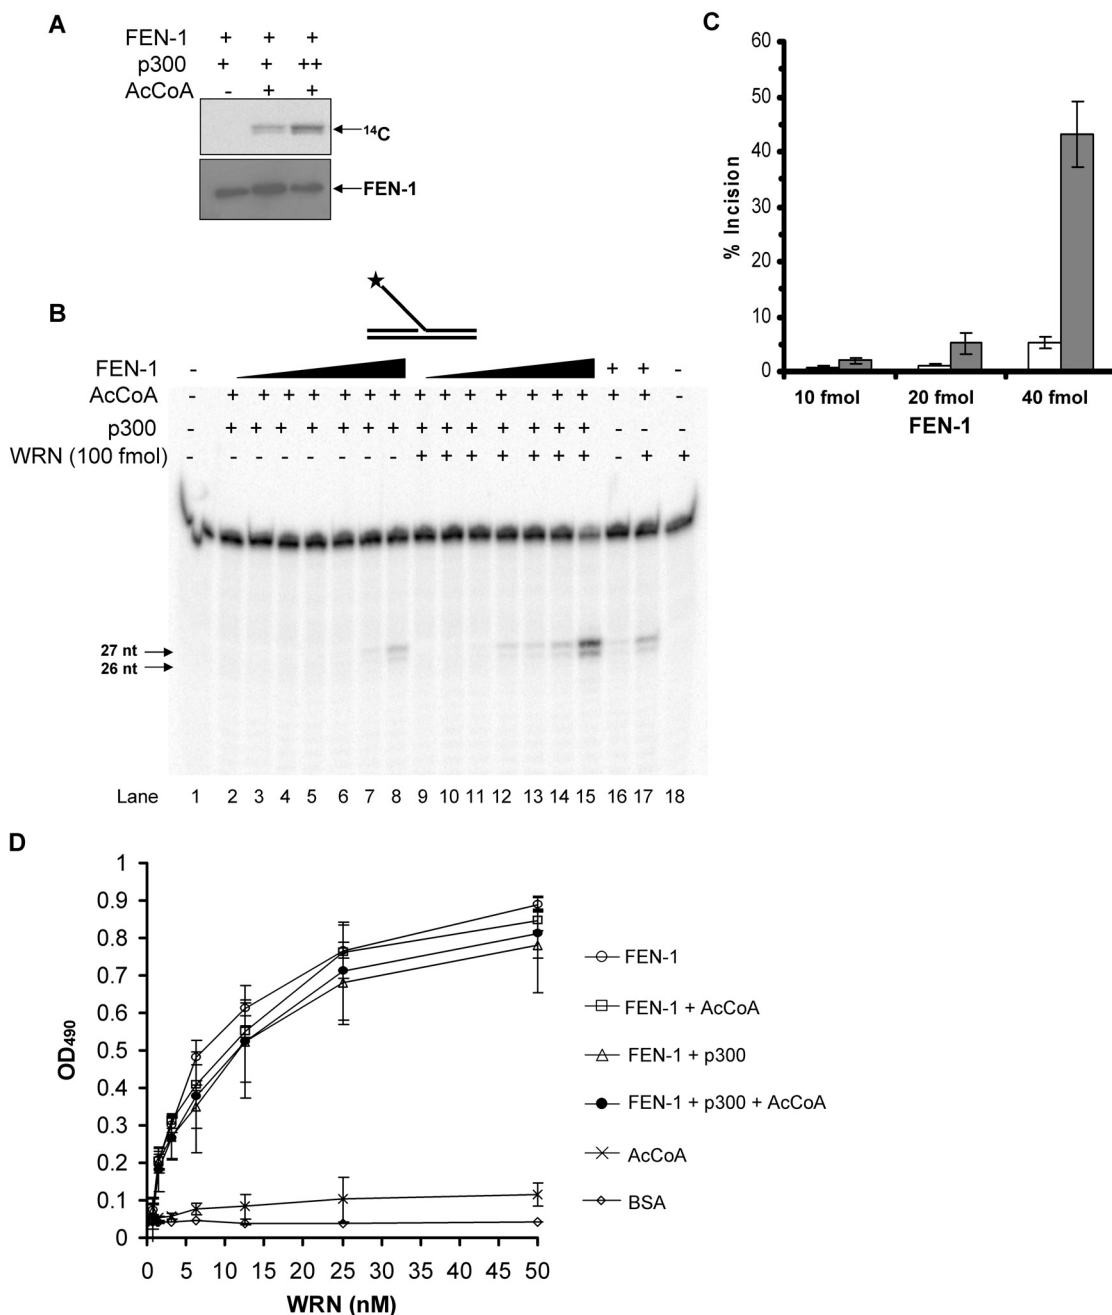 A
FEN-1 + + +
p300 + + ++
AcCoA - + +
14C
FEN-1
B
FEN-1 - + + -
AcCoA - + + + + + + + + + + + + + + + + -
p300 - + + + + + + + + + + + + + + - - -
WRN (100 fmol) - - - - - - - - + + + + + + + - + +
27 nt
26 nt
Lane 1 2 3 4 5 6 7 8 9 10 11 12 13 14 15 16 17 18
C
60
50
40
30
20
10
0
% Incision
10 fmol 20 fmol 40 fmol
FEN-1
D
1
0.9
0.8
0.7
0.6
0.5
0.4
0.3
0.2
0.1
0
OD490
0 5 10 15 20 25 30 35 40 45 50
WRN (nM)
FEN-1
FEN-1 + AcCoA
FEN-1 + p300
FEN-1 + p300 + AcCoA
AcCoA
BSA